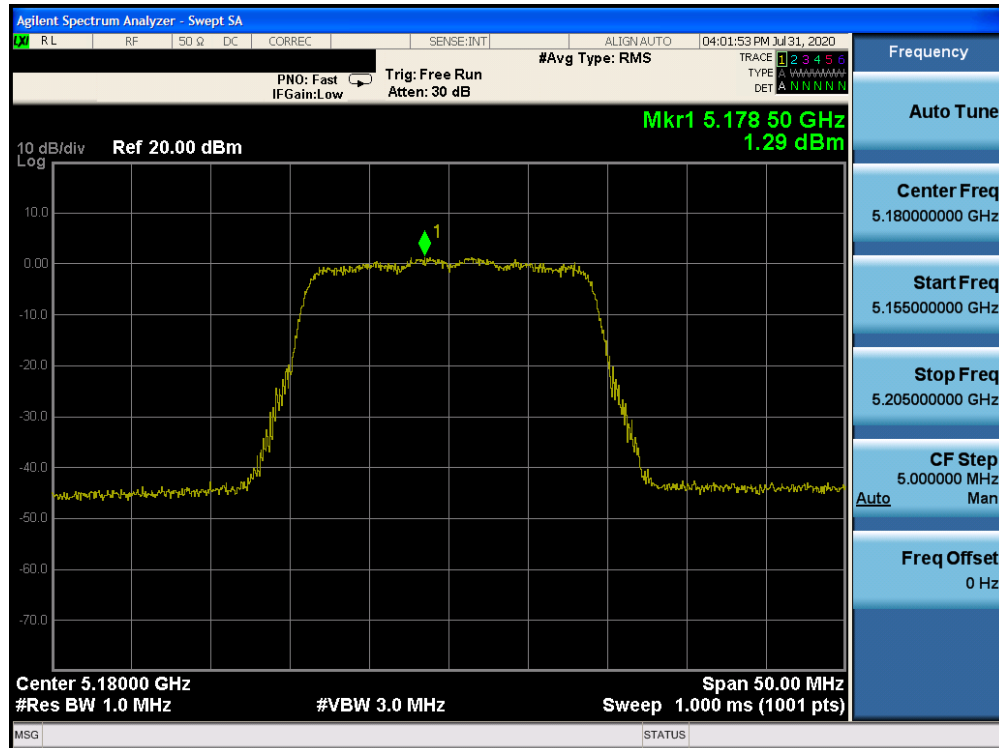 Agilent Spectrum Analyzer - Swept SA
LXI RL RF 50 Ω DC CORREC SENSE:INT ALIGN AUTO 04:01:53 PM Jul 31, 2020
#Avg Type: RMS TRACE 1 2 3 4 5 6
PNO: Fast Trig: Free Run TYPE A WWWWW
IFGain:Low Atten: 30 dB DET A N N N N N
Mkr1 5.178 50 GHz
1.29 dBm
10 dB/div Ref 20.00 dBm
Log
1
10.0
0.00
-10.0
-20.0
-30.0
-40.0
-50.0
-60.0
-70.0
Center 5.18000 GHz Span 50.00 MHz
#Res BW 1.0 MHz #VBW 3.0 MHz Sweep 1.000 ms (1001 pts)
MSG STATUS
Frequency
Auto Tune
Center Freq
5.180000000 GHz
Start Freq
5.155000000 GHz
Stop Freq
5.205000000 GHz
CF Step
5.000000 MHz
Auto Man
Freq Offset
0 Hz